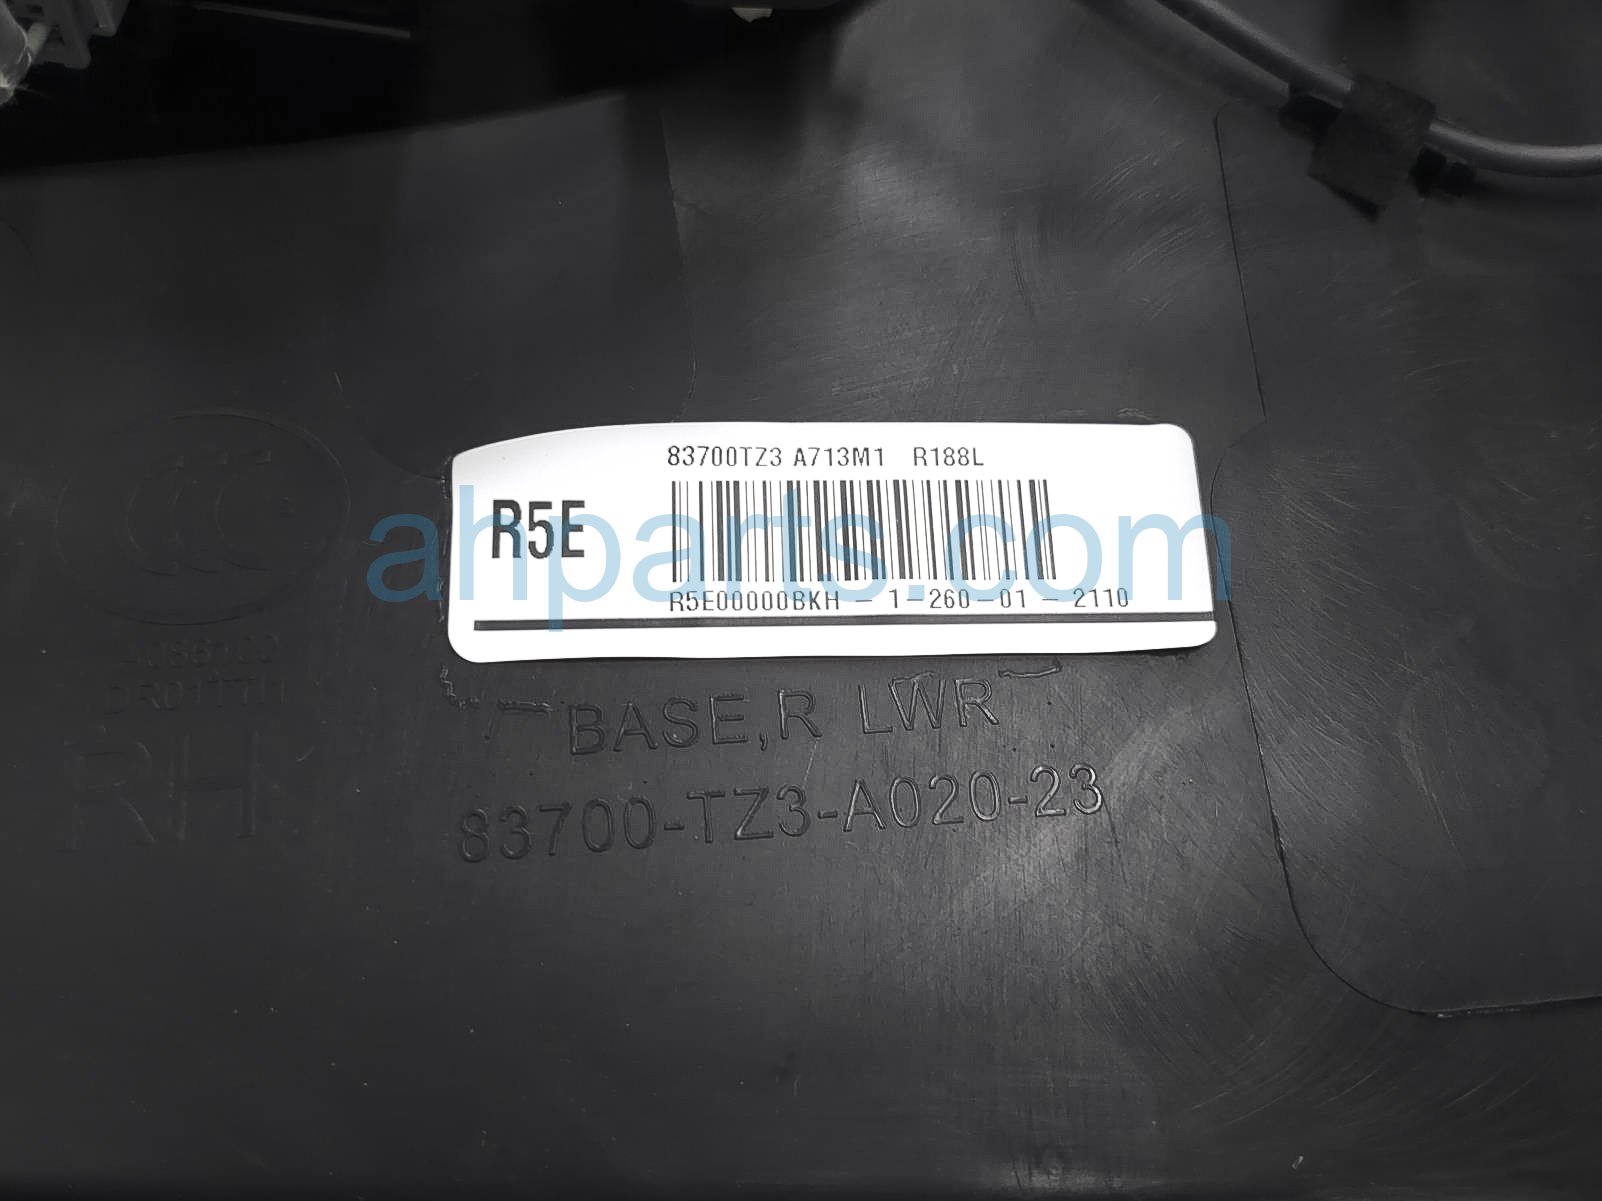 83700TZ3 A713M1 R188L
R5E
ahparts.com
R5E00000BKH - 1-260-01 - 2110
BASE,R LWR
83700-TZ3-A020-23
RH